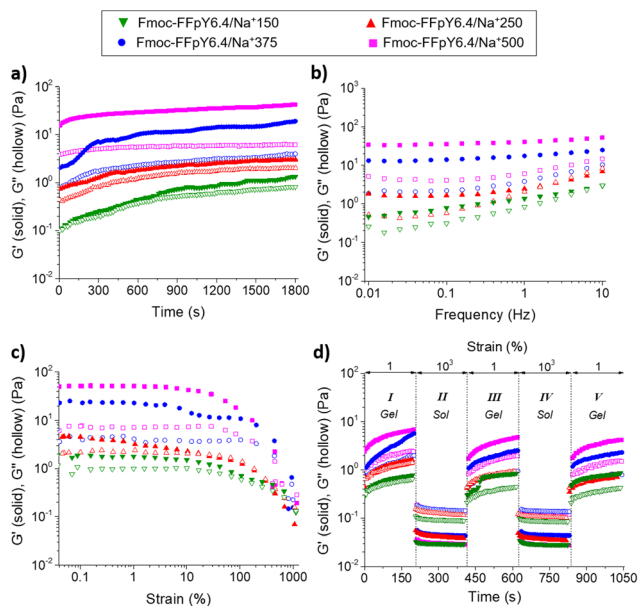 Fmoc-FFpY6.4/Na⁺150 Fmoc-FFpY6.4/Na⁺250
Fmoc-FFpY6.4/Na⁺375 Fmoc-FFpY6.4/Na⁺500
a)
G' (solid), G'' (hollow) (Pa)
10²
10¹
10⁰
10⁻¹
10⁻²
0 300 600 900 1200 1500 1800
Time (s)
b)
G' (solid), G'' (hollow) (Pa)
10³
10²
10¹
10⁰
10⁻¹
10⁻²
0.01 0.1 1 10
Frequency (Hz)
c)
G' (solid), G'' (hollow) (Pa)
10²
10¹
10⁰
10⁻¹
10⁻²
0.1 1 10 100 1000
Strain (%)
d)
Strain (%)
1 10³ 1 10³ 1
I II III IV V
Gel Sol Gel Sol Gel
G' (solid), G'' (hollow) (Pa)
10²
10¹
10⁰
10⁻¹
10⁻²
0 150 300 450 600 750 900 1050
Time (s)